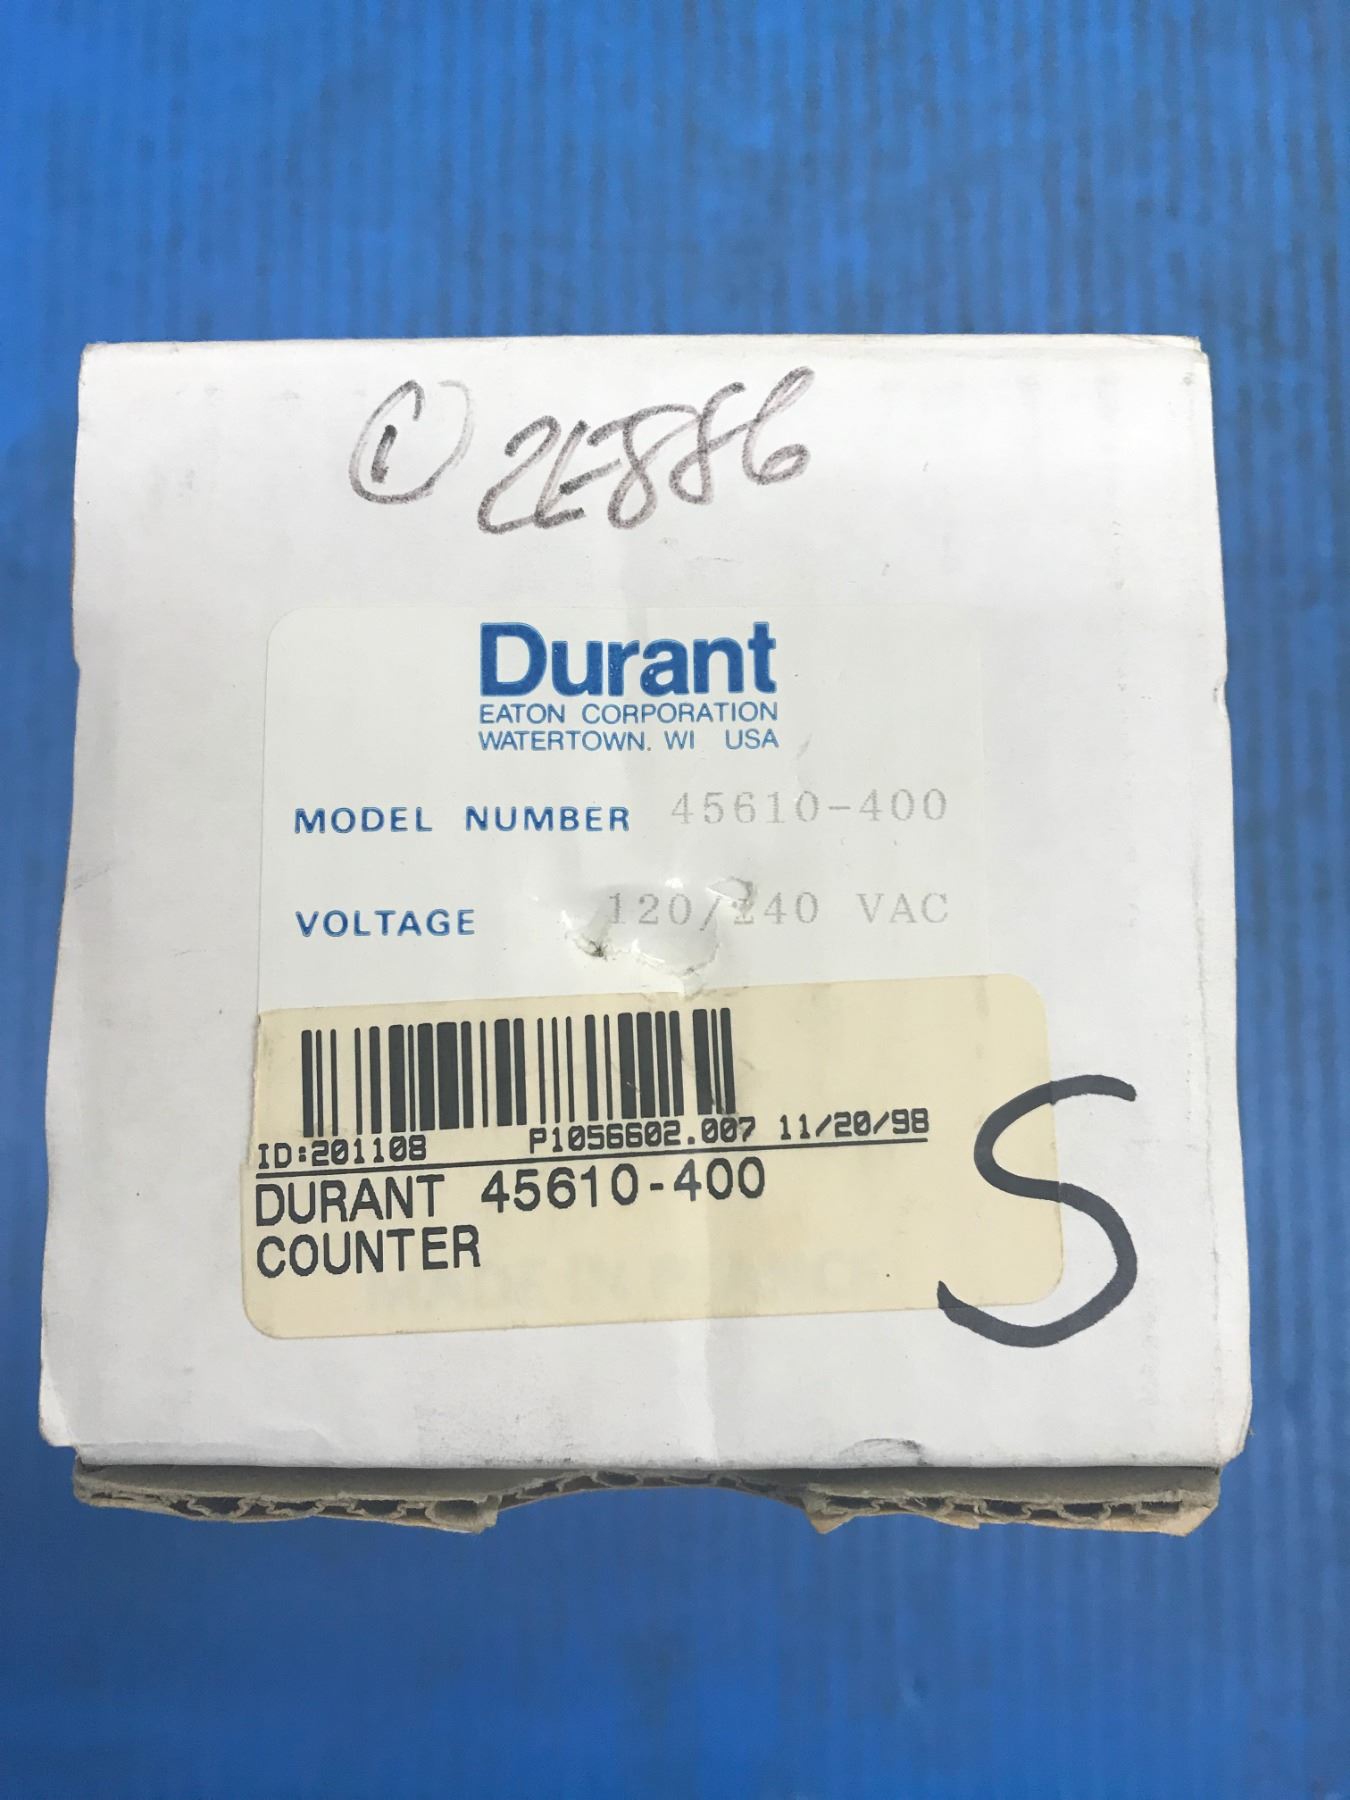 1 2E886
Durant
EATON CORPORATION
WATERTOWN, WI USA
MODEL NUMBER 45610-400
VOLTAGE 120/240 VAC
ID:201108 P1056602.007 11/20/98
DURANT 45610-400
COUNTER
S